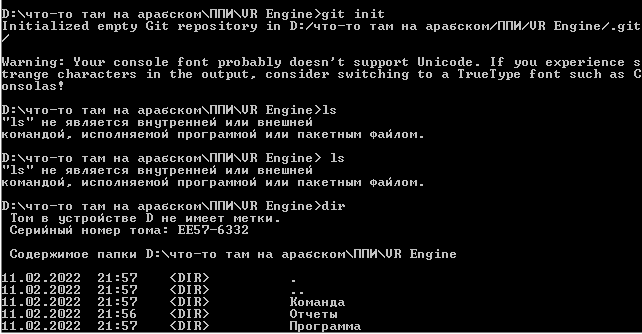 D:\что-то там на арабском\ППИ\VR Engine>git init
Initialized empty Git repository in D:/что-то там на арабском/ППИ/VR Engine/.git
/
Warning: Your console font probably doesn't support Unicode. If you experience s
trange characters in the output, consider switching to a TrueType font such as C
onsolas!
D:\что-то там на арабском\ППИ\VR Engine>ls
"ls" не является внутренней или внешней
командой, исполняемой программой или пакетным файлом.
D:\что-то там на арабском\ППИ\VR Engine> ls
"ls" не является внутренней или внешней
командой, исполняемой программой или пакетным файлом.
D:\что-то там на арабском\ППИ\VR Engine>dir
Том в устройстве D не имеет метки.
Серийный номер тома: EE57-6332
Содержимое папки D:\что-то там на арабском\ППИ\VR Engine
11.02.2022  21:57    <DIR>          .
11.02.2022  21:57    <DIR>          ..
11.02.2022  21:57    <DIR>          Команда
11.02.2022  21:56    <DIR>          Отчеты
11.02.2022  21:57    <DIR>          Программа